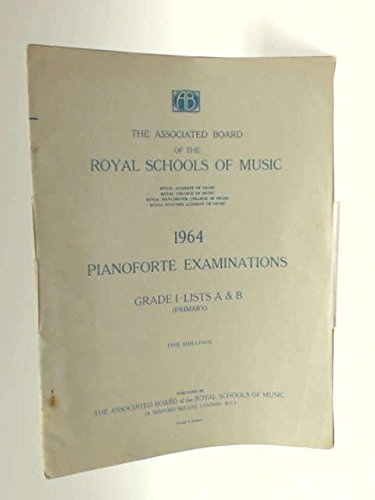 AB
THE ASSOCIATED BOARD
OF THE
ROYAL SCHOOLS OF MUSIC
ROYAL ACADEMY OF MUSIC
ROYAL COLLEGE OF MUSIC
ROYAL MANCHESTER COLLEGE OF MUSIC
ROYAL SCOTTISH ACADEMY OF MUSIC
1964
PIANOFORTE EXAMINATIONS
GRADE I - LISTS A & B
(PRIMARY)
FIVE SHILLINGS
PUBLISHED BY
THE ASSOCIATED BOARD of the ROYAL SCHOOLS OF MUSIC
14 BEDFORD SQUARE, LONDON, W.C.1